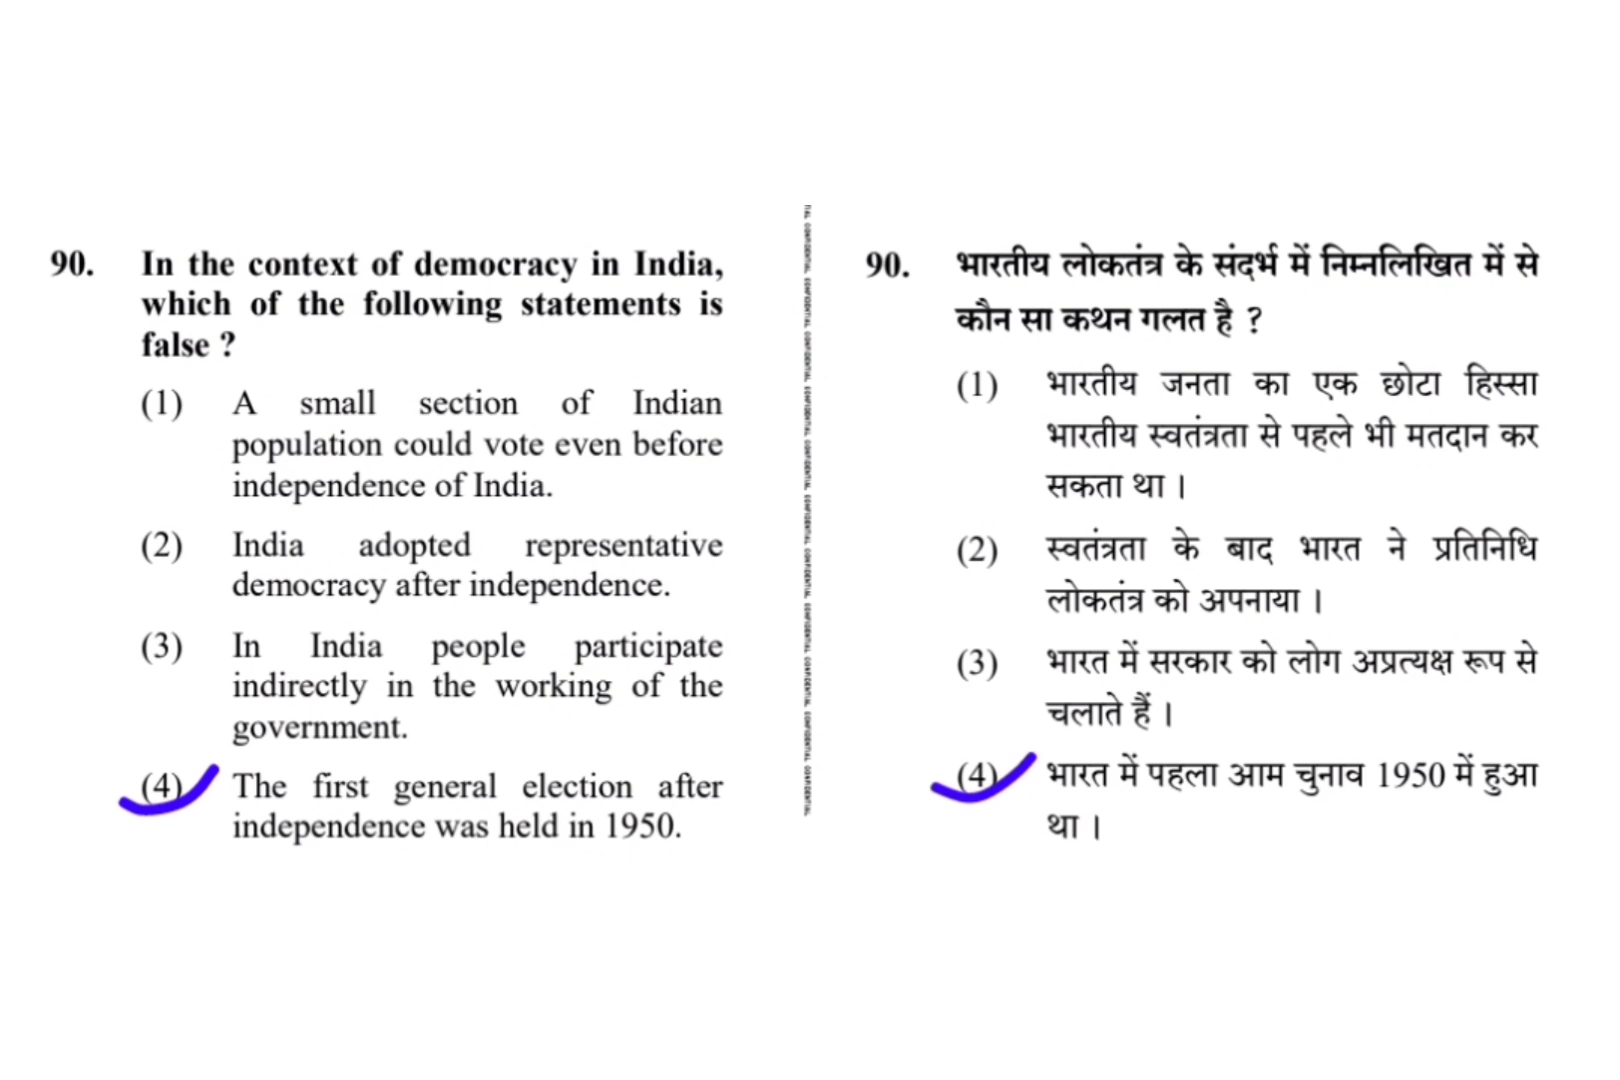 90. In the context of democracy in India,
which of the following statements is
false ?
(1) A small section of Indian
population could vote even before
independence of India.
(2) India adopted representative
democracy after independence.
(3) In India people participate
indirectly in the working of the
government.
(4) The first general election after
independence was held in 1950.
90. भारतीय लोकतंत्र के संदर्भ में निम्नलिखित में से
कौन सा कथन गलत है ?
(1) भारतीय जनता का एक छोटा हिस्सा
भारतीय स्वतंत्रता से पहले भी मतदान कर
सकता था ।
(2) स्वतंत्रता के बाद भारत ने प्रतिनिधि
लोकतंत्र को अपनाया ।
(3) भारत में सरकार को लोग अप्रत्यक्ष रूप से
चलाते हैं ।
(4) भारत में पहला आम चुनाव 1950 में हुआ
था ।